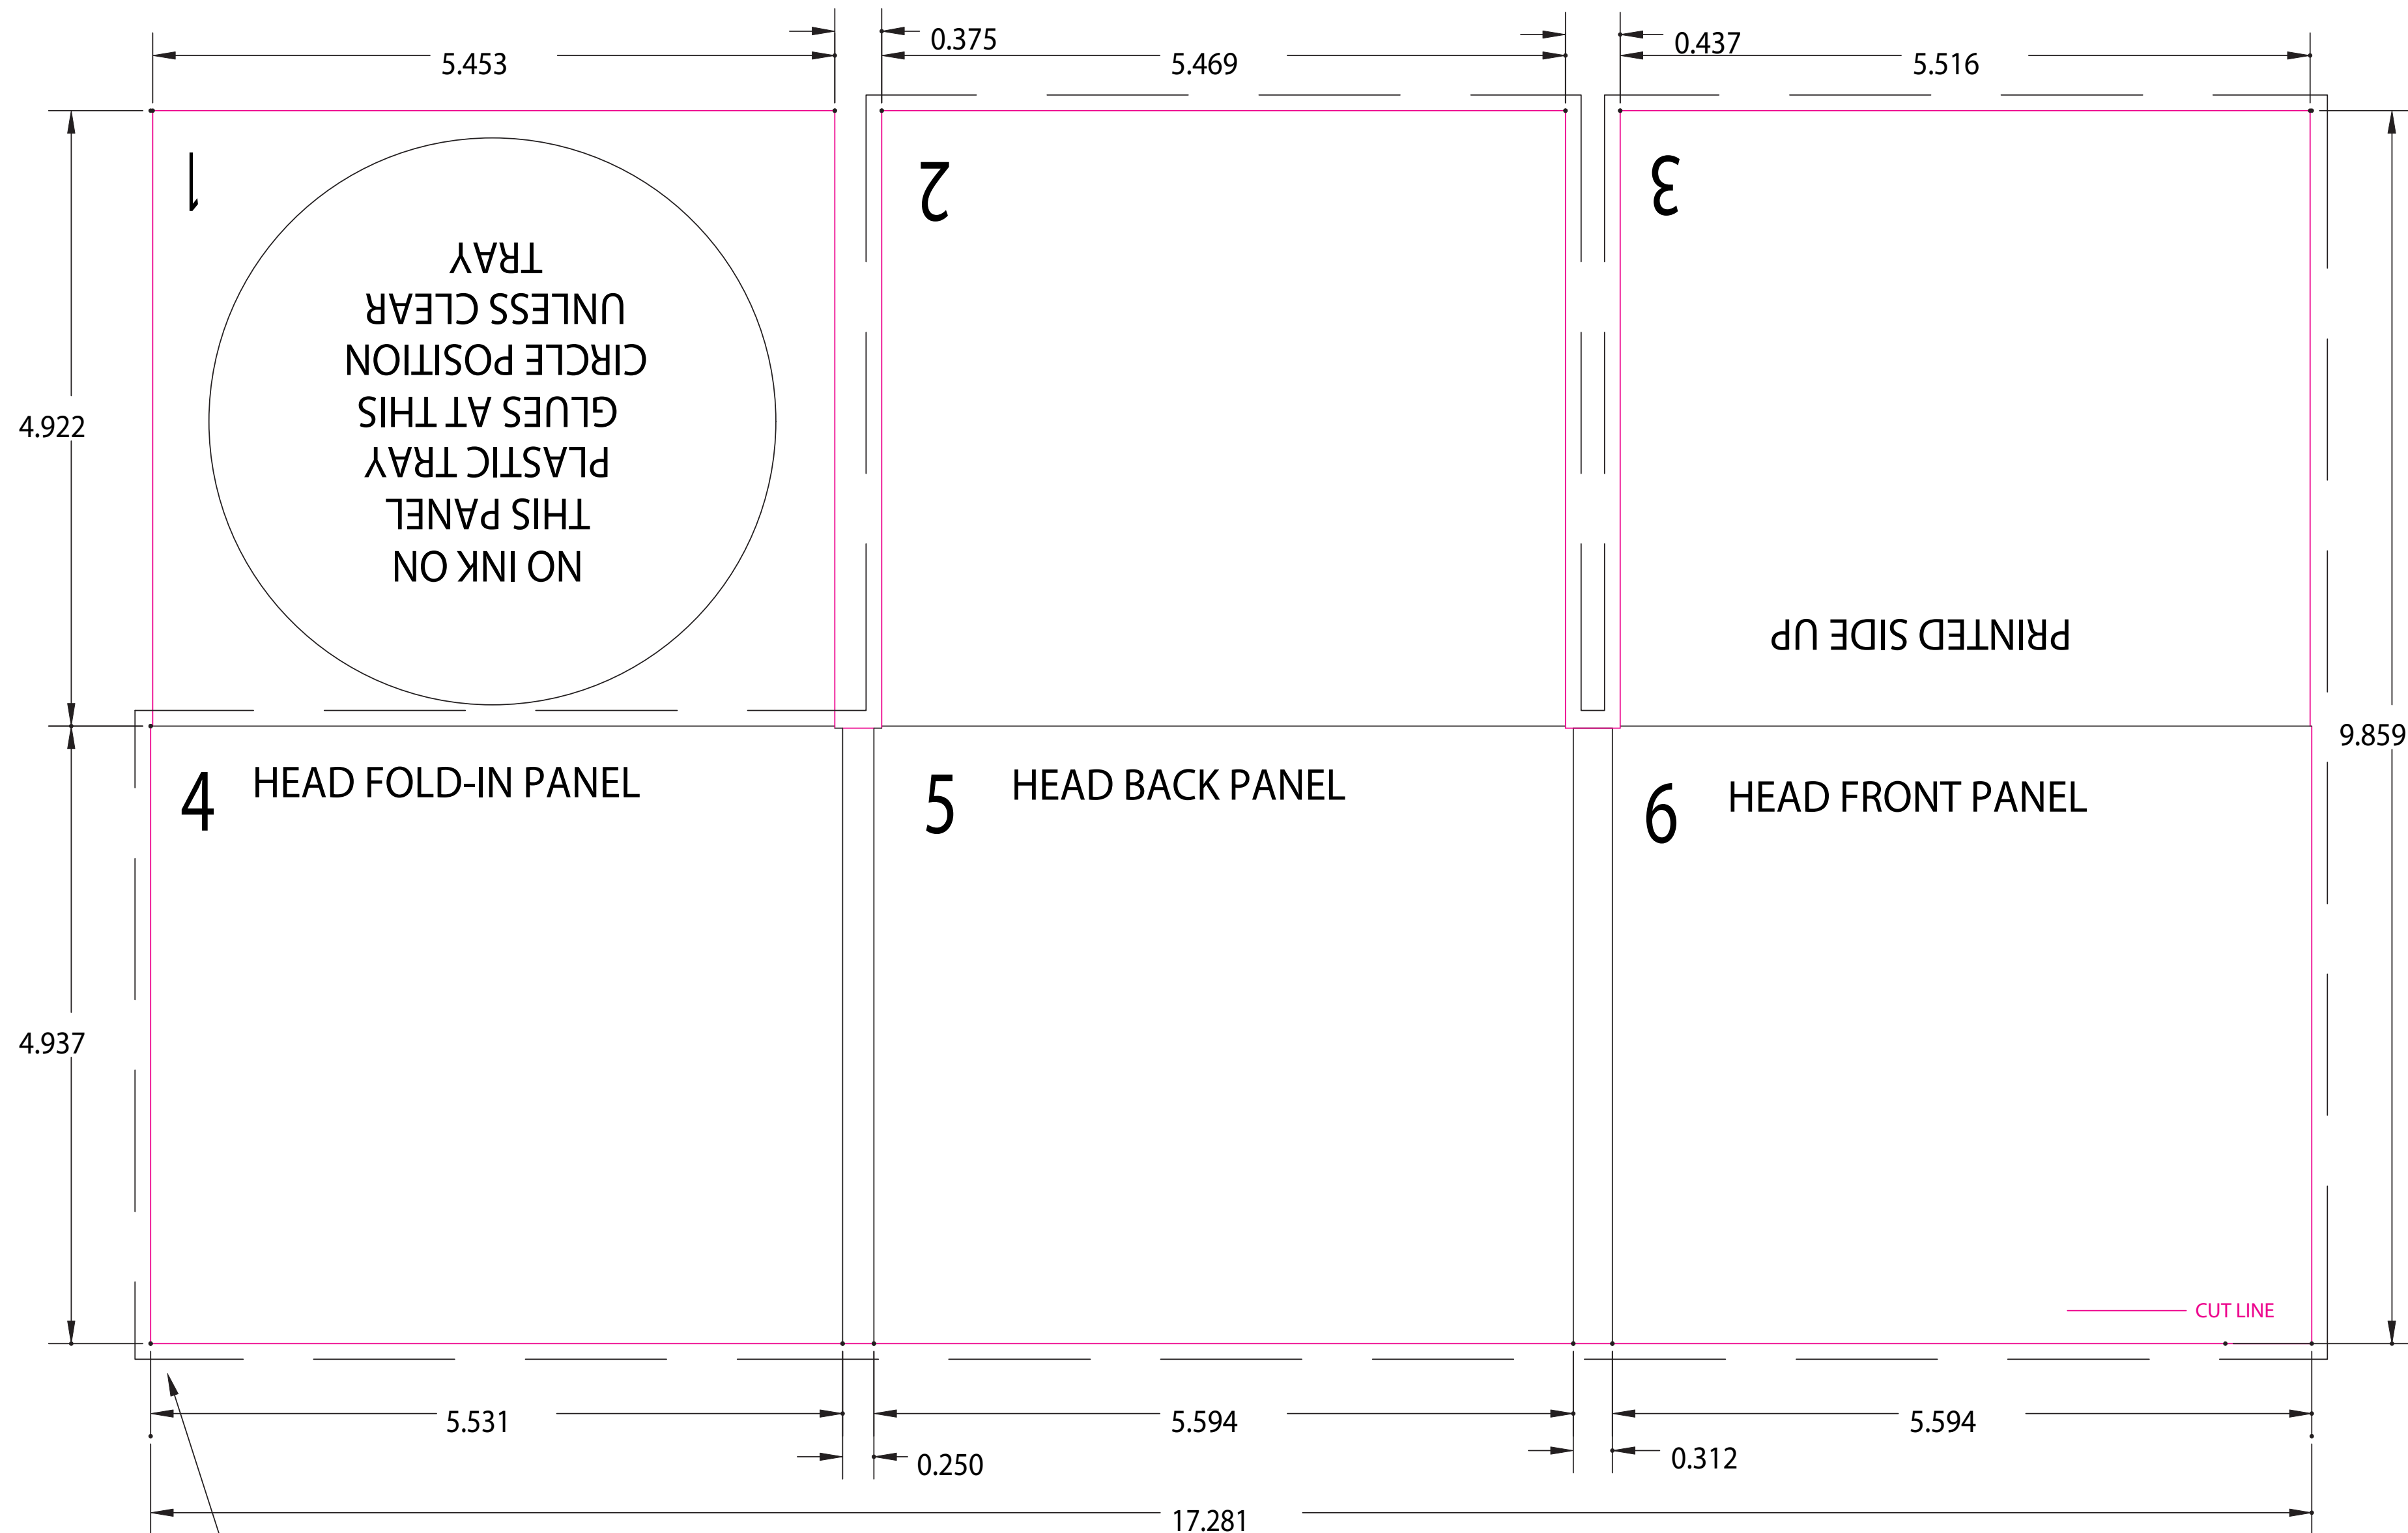 0.375
0.437
5.453
5.469
5.516
1
2
3
NO INK ON
THIS PANEL
PLASTIC TRAY
GLUES AT THIS
CIRCLE POSITION
UNLESS CLEAR
TRAY
4.922
PRINTED SIDE UP
9.859
4 HEAD FOLD-IN PANEL
5 HEAD BACK PANEL
6 HEAD FRONT PANEL
4.937
CUT LINE
5.531
5.594
5.594
0.250
0.312
17.281